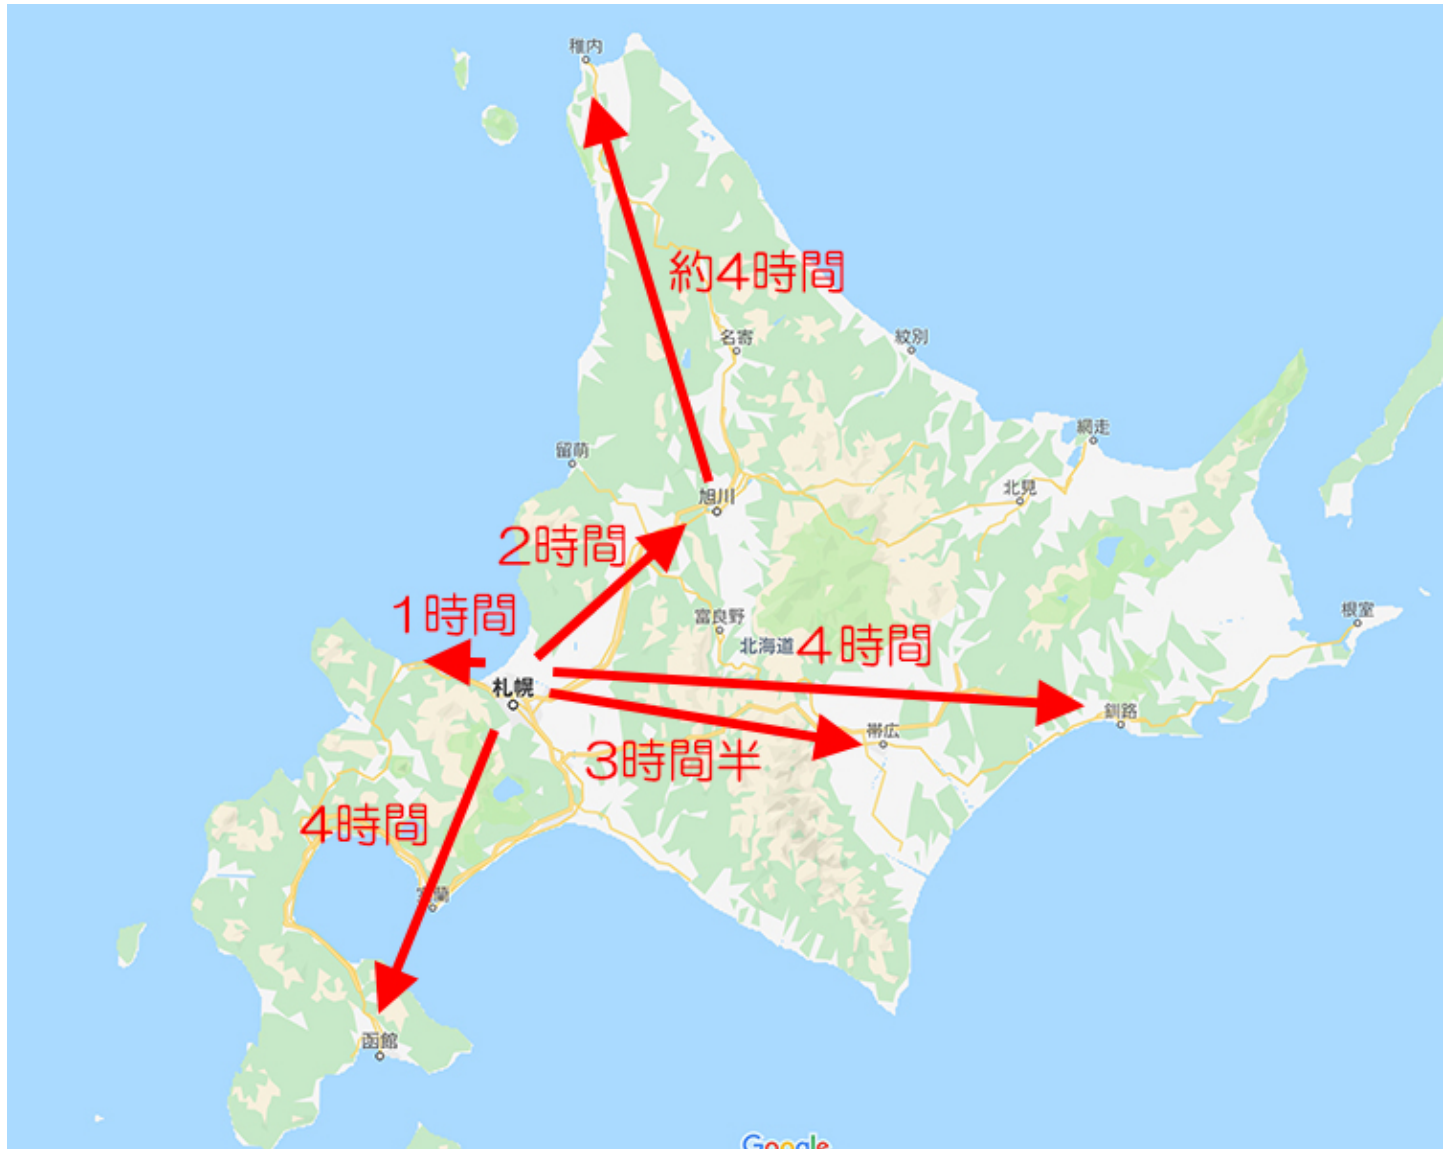 稚内
約4時間
名寄
紋別
網走
留萌
北見
旭川
2時間
1時間
根室
富良野
北海道
4時間
札幌
釧路
帯広
3時間半
4時間
室蘭
函館
Google